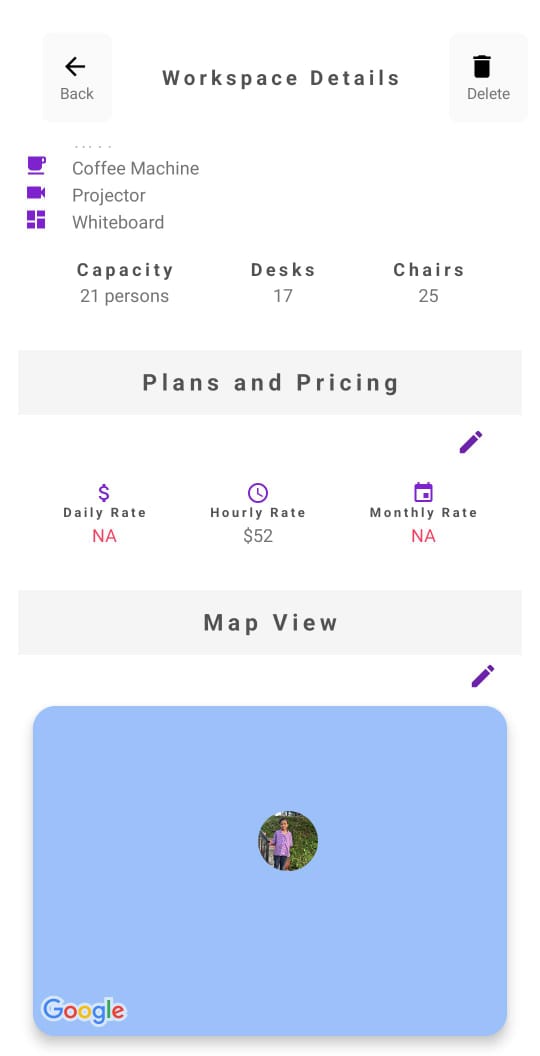 Workspace Details
Back
Delete
Coffee Machine
Projector
Whiteboard
Capacity Desks Chairs
21 persons 17 25
Plans and Pricing
Daily Rate Hourly Rate Monthly Rate
NA $52 NA
Map View
Google